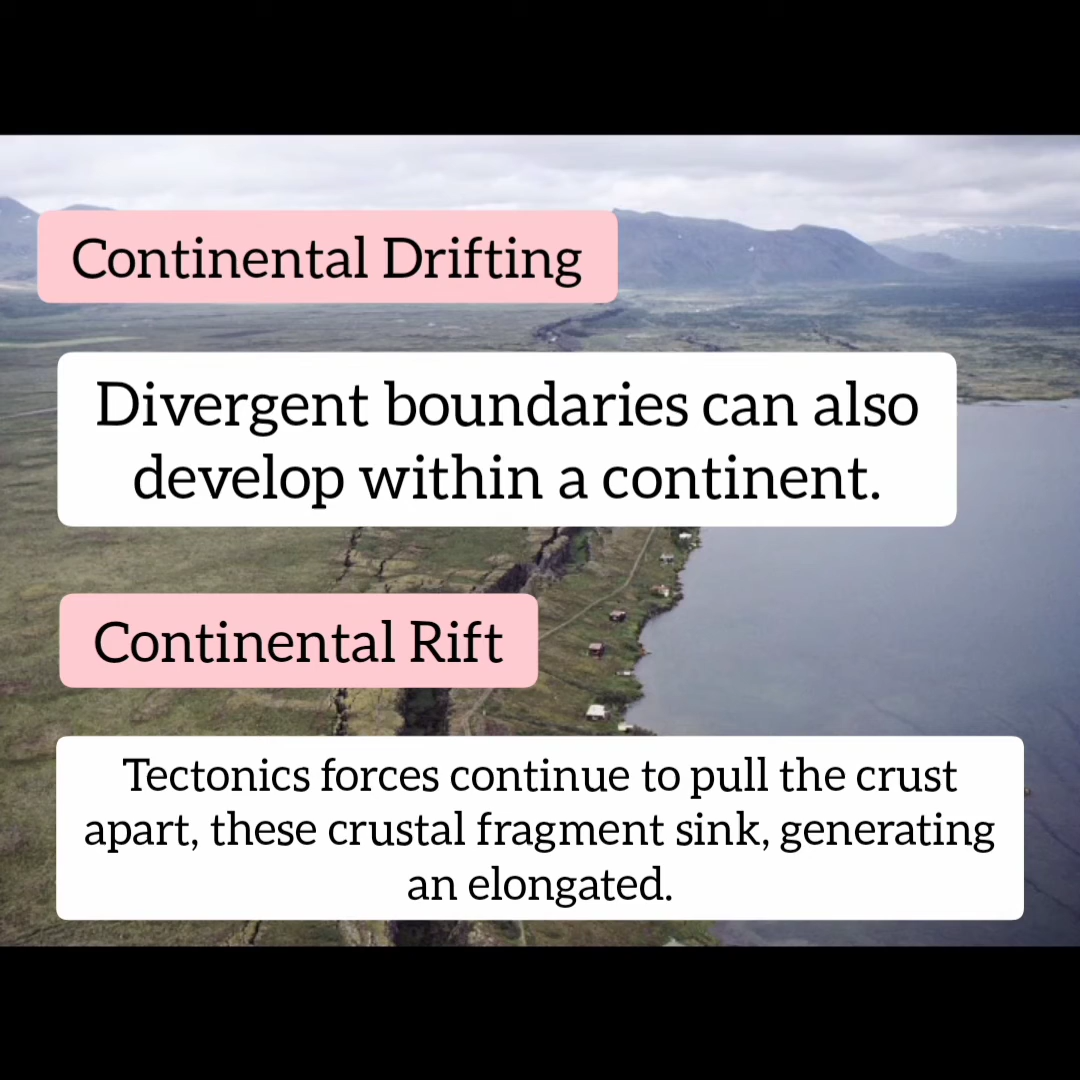 Continental Drifting
Divergent boundaries can also
develop within a continent.
Continental Rift
Tectonics forces continue to pull the crust
apart, these crustal fragment sink, generating
an elongated.